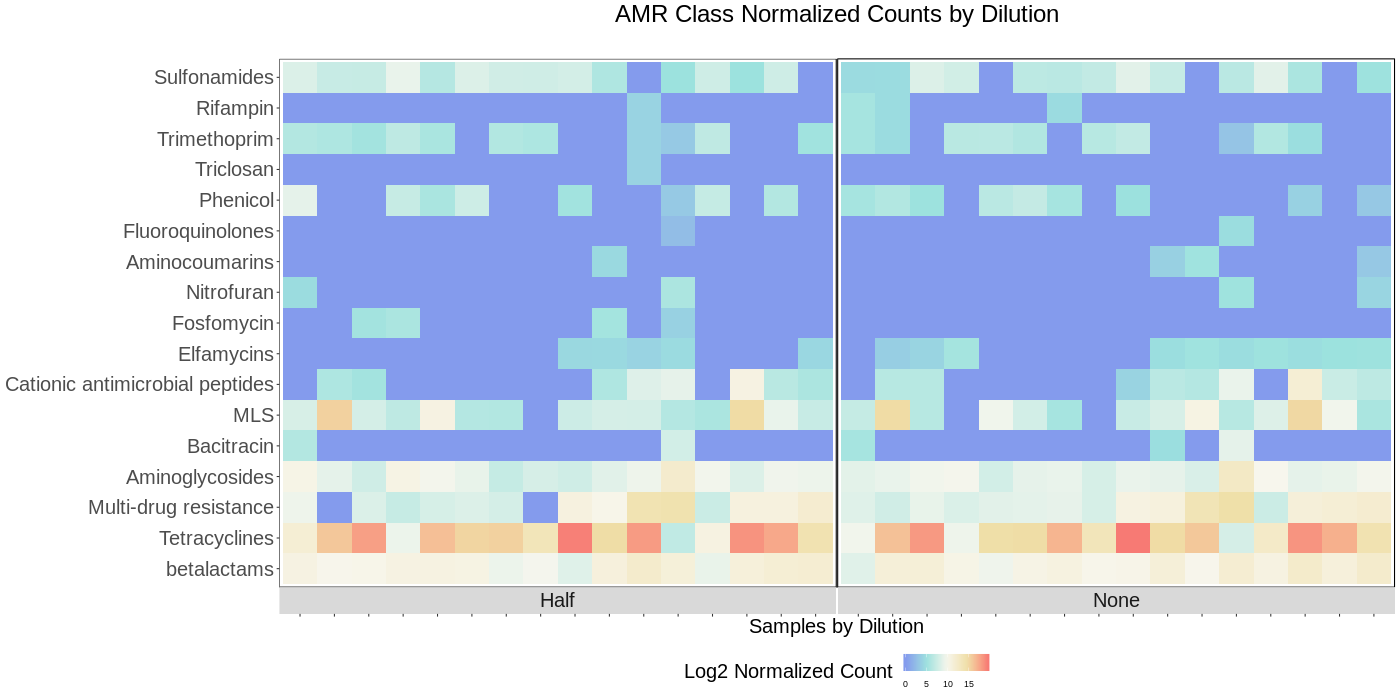 AMR Class Normalized Counts by Dilution
Sulfonamides
Rifampin
Trimethoprim
Triclosan
Phenicol
Fluoroquinolones
Aminocoumarins
Nitrofuran
Fosfomycin
Elfamycins
Cationic antimicrobial peptides
MLS
Bacitracin
Aminoglycosides
Multi-drug resistance
Tetracyclines
betalactams
Half None
Samples by Dilution
Log2 Normalized Count
0 5 10 15